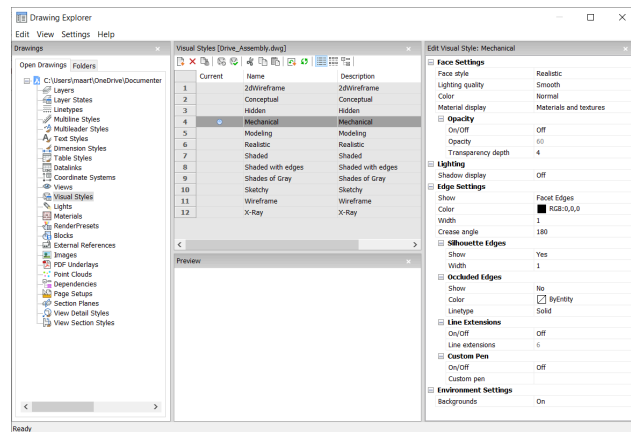 Drawing Explorer
Edit View Settings Help
Drawings
Open Drawings Folders
C:\Users\maart\OneDrive\Documenter
Layers
Layer States
Linetypes
Multiline Styles
Multileader Styles
Text Styles
Dimension Styles
Table Styles
Datalinks
Coordinate Systems
Views
Visual Styles
Lights
Materials
RenderPresets
Blocks
External References
Images
PDF Underlays
Point Clouds
Dependencies
Page Setups
Section Planes
View Detail Styles
View Section Styles
Visual Styles [Drive_Assembly.dwg]
Current Name Description
1 2dWireframe 2dWireframe
2 Conceptual Conceptual
3 Hidden Hidden
4 Mechanical Mechanical
5 Modeling Modeling
6 Realistic Realistic
7 Shaded Shaded
8 Shaded with edges Shaded with edges
9 Shades of Gray Shades of Gray
10 Sketchy Sketchy
11 Wireframe Wireframe
12 X-Ray X-Ray
Preview
Edit Visual Style: Mechanical
Face Settings
Face style Realistic
Lighting quality Smooth
Color Normal
Material display Materials and textures
Opacity
On/Off Off
Opacity 60
Transparency depth 4
Lighting
Shadow display Off
Edge Settings
Show Facet Edges
Color RGB:0,0,0
Width 1
Crease angle 180
Silhouette Edges
Show Yes
Width 1
Occluded Edges
Show No
Color ByEntity
Linetype Solid
Line Extensions
On/Off Off
Line extensions 6
Custom Pen
On/Off Off
Custom pen
Environment Settings
Backgrounds On
Ready